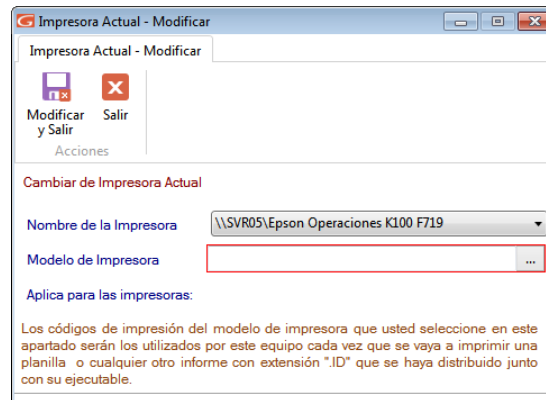 Impresora Actual - Modificar
Impresora Actual - Modificar
Modificar y Salir
Salir
Acciones
Cambiar de Impresora Actual
Nombre de la Impresora \\SVR05\Epson Operaciones K100 F719
Modelo de Impresora ...
Aplica para las impresoras:
Los códigos de impresión del modelo de impresora que usted seleccione en este
apartado serán los utilizados por este equipo cada vez que se vaya a imprimir una
planilla o cualquier otro informe con extensión ".ID" que se haya distribuido junto
con su ejecutable.